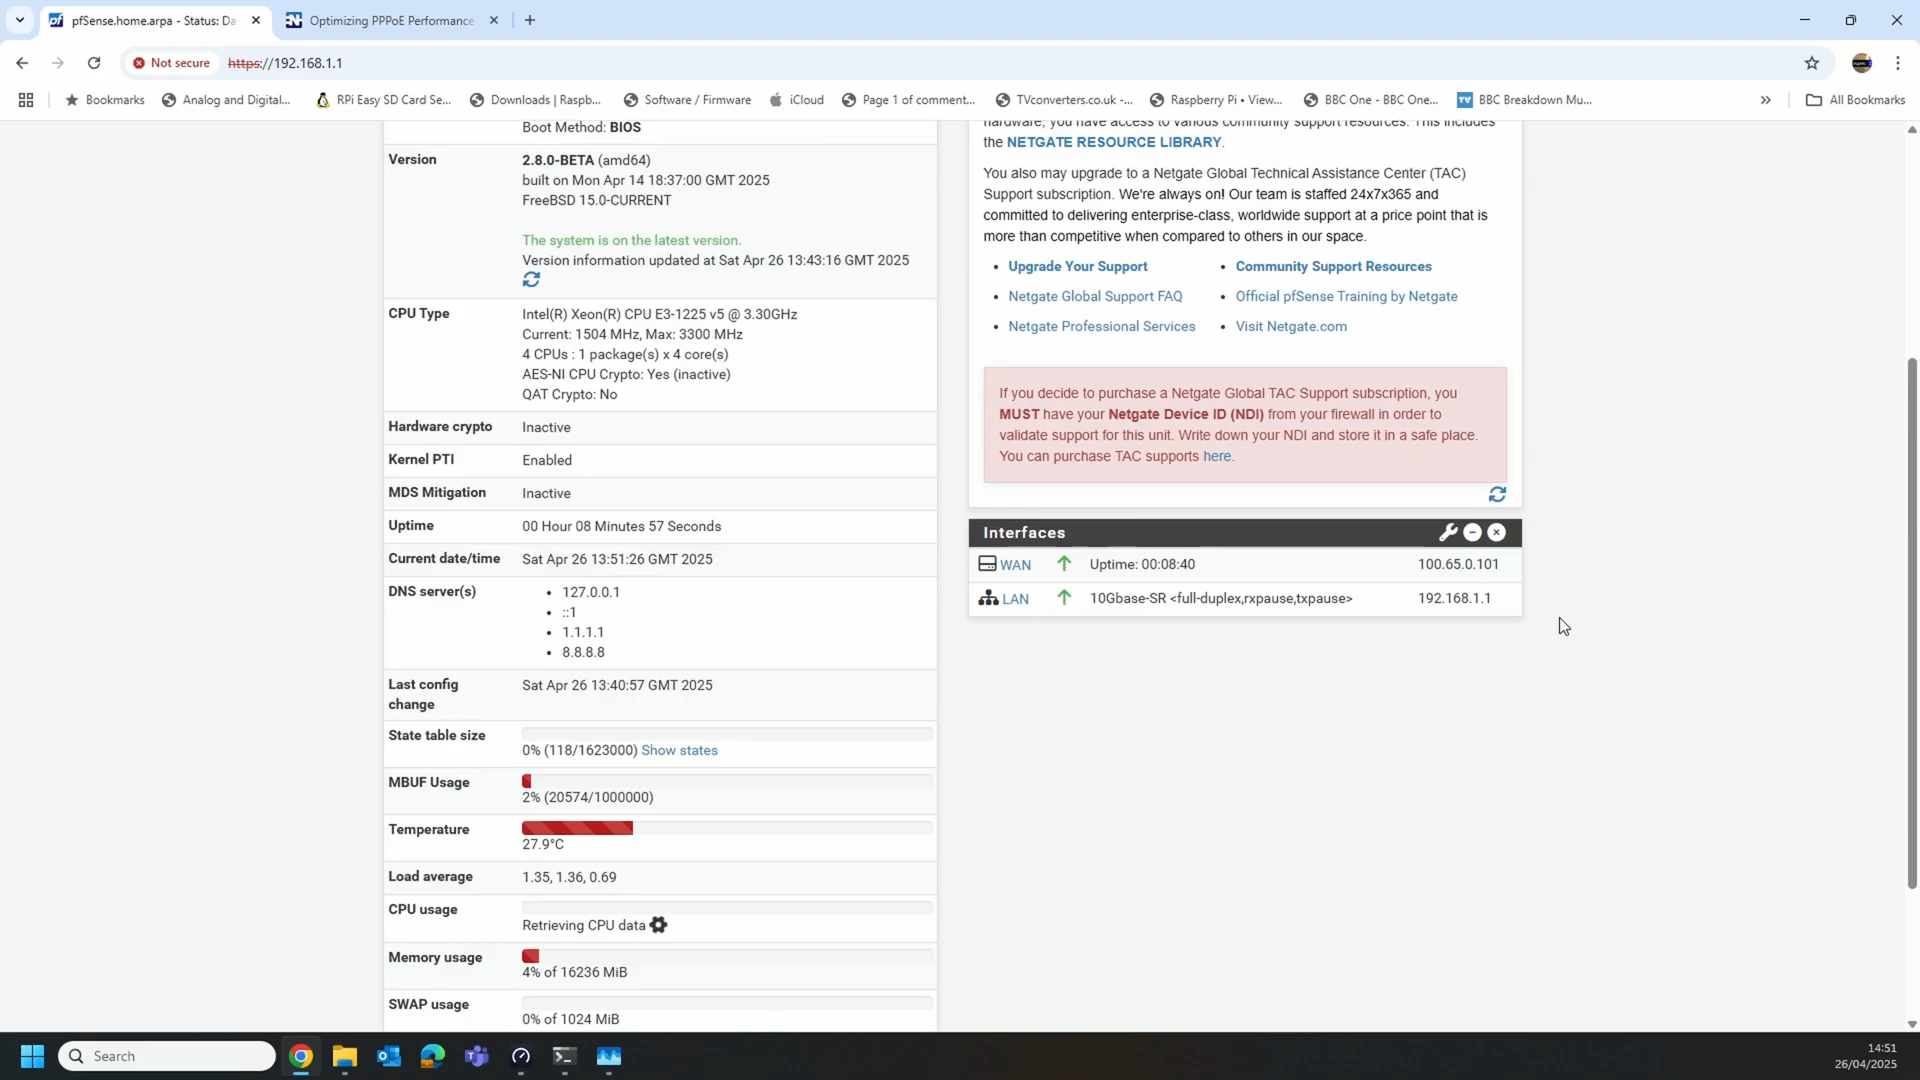 pfSense.home.arpa - Status: Da
Optimizing PPPoE Performance
Not secure
https://192.168.1.1
Bookmarks
Analog and Digital...
RPi Easy SD Card Se...
Downloads | Raspb...
Software / Firmware
iCloud
Page 1 of comment...
TVconverters.co.uk -...
Raspberry Pi • View...
BBC One - BBC One...
BBC Breakdown Mu...
»
All Bookmarks
Boot Method: BIOS
Version
2.8.0-BETA (amd64)
built on Mon Apr 14 18:37:00 GMT 2025
FreeBSD 15.0-CURRENT
The system is on the latest version.
Version information updated at Sat Apr 26 13:43:16 GMT 2025
CPU Type
Intel(R) Xeon(R) CPU E3-1225 v5 @ 3.30GHz
Current: 1504 MHz, Max: 3300 MHz
4 CPUs : 1 package(s) x 4 core(s)
AES-NI CPU Crypto: Yes (inactive)
QAT Crypto: No
Hardware crypto
Inactive
Kernel PTI
Enabled
MDS Mitigation
Inactive
Uptime
00 Hour 08 Minutes 57 Seconds
Current date/time
Sat Apr 26 13:51:26 GMT 2025
DNS server(s)
• 127.0.0.1
• ::1
• 1.1.1.1
• 8.8.8.8
Last config
change
Sat Apr 26 13:40:57 GMT 2025
State table size
0% (118/1623000) Show states
MBUF Usage
2% (20574/1000000)
Temperature
27.9°C
Load average
1.35, 1.36, 0.69
CPU usage
Retrieving CPU data
Memory usage
4% of 16236 MiB
SWAP usage
0% of 1024 MiB
hardware, you have access to various community support resources. This includes
the NETGATE RESOURCE LIBRARY.
You also may upgrade to a Netgate Global Technical Assistance Center (TAC)
Support subscription. We're always on! Our team is staffed 24x7x365 and
committed to delivering enterprise-class, worldwide support at a price point that is
more than competitive when compared to others in our space.
• Upgrade Your Support
• Community Support Resources
• Netgate Global Support FAQ
• Official pfSense Training by Netgate
• Netgate Professional Services
• Visit Netgate.com
If you decide to purchase a Netgate Global TAC Support subscription, you
MUST have your Netgate Device ID (NDI) from your firewall in order to
validate support for this unit. Write down your NDI and store it in a safe place.
You can purchase TAC supports here.
Interfaces
WAN
Uptime: 00:08:40
100.65.0.101
LAN
10Gbase-SR <full-duplex,rxpause,txpause>
192.168.1.1
Search
14:51
26/04/2025